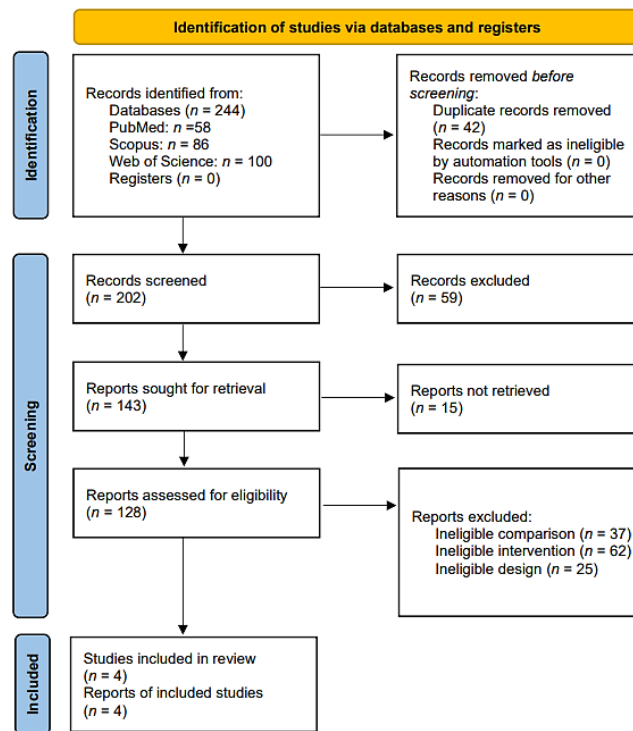 Identification of studies via databases and registers
Identification
Records identified from:
Databases (n = 244)
PubMed: n =58
Scopus: n = 86
Web of Science: n = 100
Registers (n = 0)
Records removed before
screening:
Duplicate records removed
(n = 42)
Records marked as ineligible
by automation tools (n = 0)
Records removed for other
reasons (n = 0)
Screening
Records screened
(n = 202)
Records excluded
(n = 59)
Reports sought for retrieval
(n = 143)
Reports not retrieved
(n = 15)
Reports assessed for eligibility
(n = 128)
Reports excluded:
Ineligible comparison (n = 37)
Ineligible intervention (n = 62)
Ineligible design (n = 25)
Included
Studies included in review
(n = 4)
Reports of included studies
(n = 4)